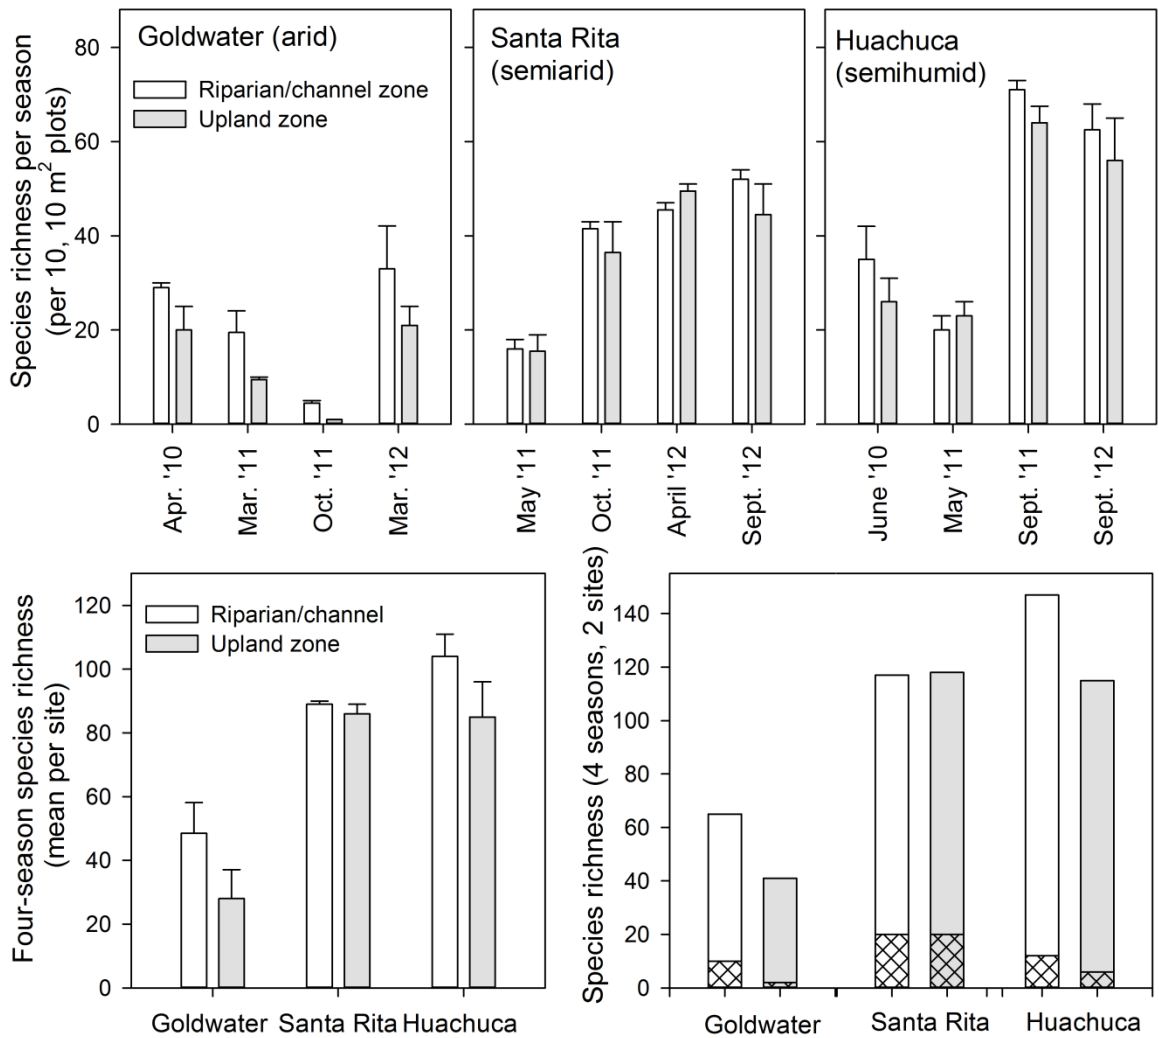 Species richness per season
(per 10, 10 m² plots)
80
60
40
20
0
Goldwater (arid)
Riparian/channel zone
Upland zone
Apr. '10
Mar. '11
Oct. '11
Mar. '12
Santa Rita
(semiarid)
May '11
Oct. '11
April '12
Sept. '12
Huachuca
(semihumid)
June '10
May '11
Sept. '11
Sept. '12
Four-season species richness
(mean per site)
120
100
80
60
40
20
0
Riparian/channel
Upland zone
Goldwater
Santa Rita
Huachuca
Species richness (4 seasons, 2 sites)
140
120
100
80
60
40
20
0
Goldwater
Santa Rita
Huachuca